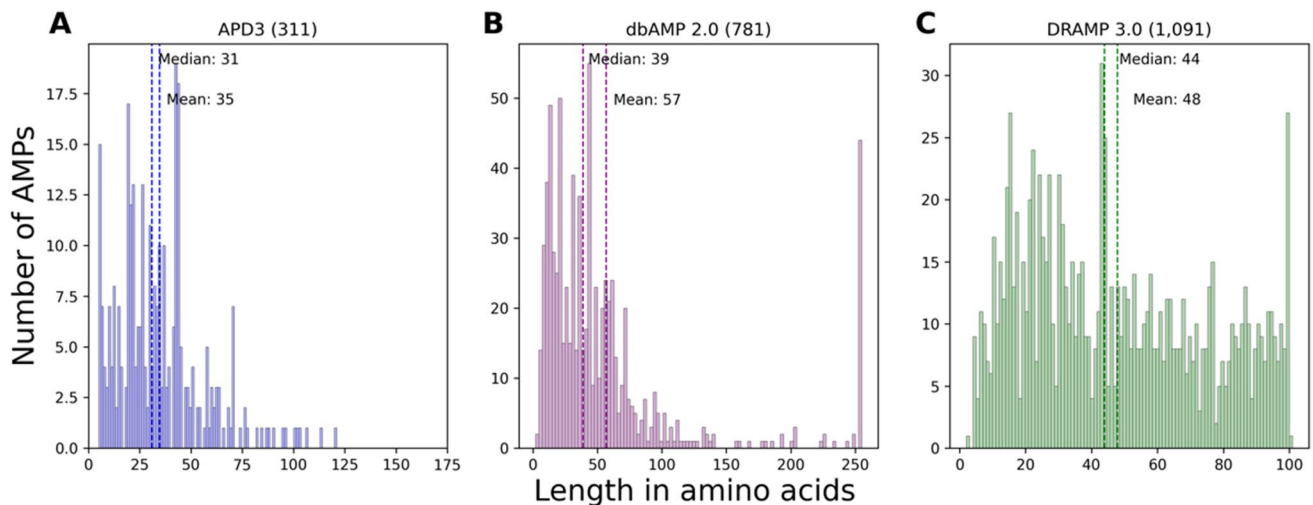 A
APD3 (311)
Median: 31
Mean: 35
17.5
15.0
12.5
10.0
7.5
5.0
2.5
0.0
0 25 50 75 100 125 150 175
Number of AMPs
B
dbAMP 2.0 (781)
Median: 39
Mean: 57
50
40
30
20
10
0
0 50 100 150 200 250
Length in amino acids
C
DRAMP 3.0 (1,091)
Median: 44
Mean: 48
30
25
20
15
10
5
0
0 20 40 60 80 100